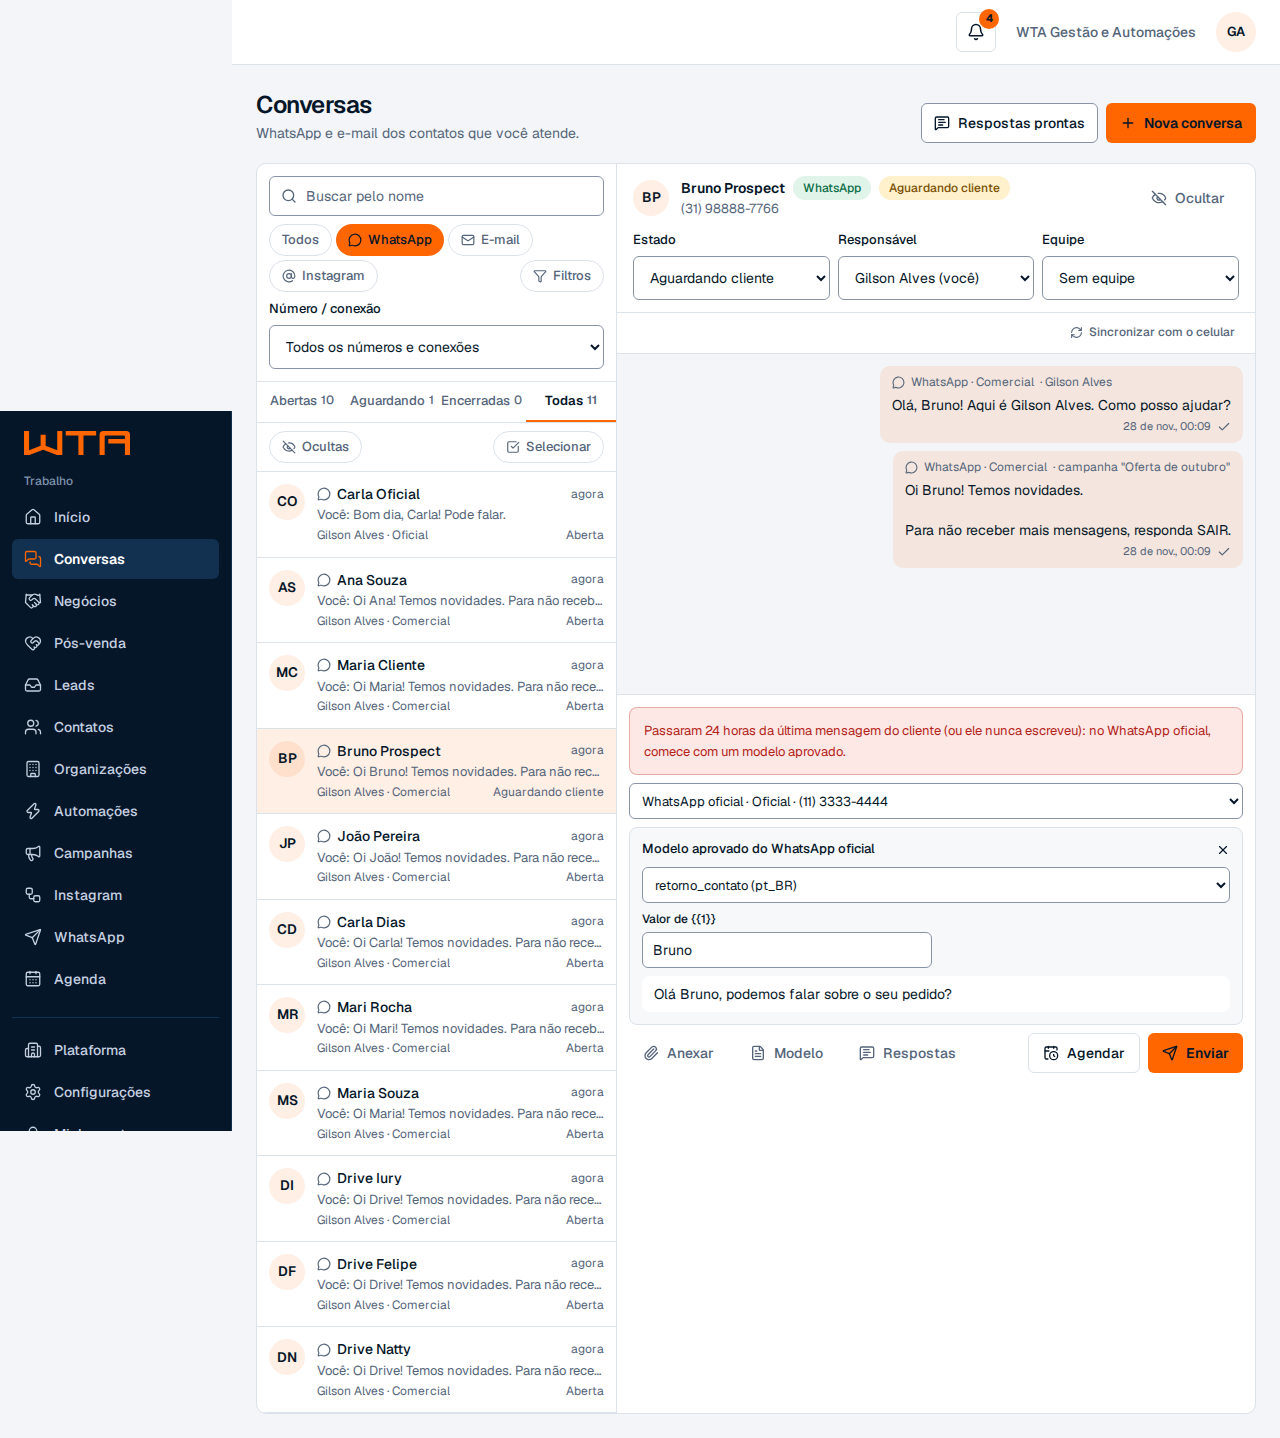 4
WTA Gestão e Automações
GA
Conversas
WhatsApp e e-mail dos contatos que você atende.
Respostas prontas
Nova conversa
WTA
Trabalho
Início
Conversas
Negócios
Pós-venda
Leads
Contatos
Organizações
Automações
Campanhas
Instagram
WhatsApp
Agenda
Plataforma
Configurações
Buscar pelo nome
Todos
WhatsApp
E-mail
Instagram
Filtros
Número / conexão
Todos os números e conexões
Abertas 10
Aguardando 1
Encerradas 0
Todas 11
Ocultas
Selecionar
CO
Carla Oficial
agora
Você: Bom dia, Carla! Pode falar.
Gilson Alves · Oficial
Aberta
AS
Ana Souza
agora
Você: Oi Ana! Temos novidades. Para não receb...
Gilson Alves · Comercial
Aberta
MC
Maria Cliente
agora
Você: Oi Maria! Temos novidades. Para não rece...
Gilson Alves · Comercial
Aberta
BP
Bruno Prospect
agora
Você: Oi Bruno! Temos novidades. Para não rec...
Gilson Alves · Comercial
Aguardando cliente
JP
João Pereira
agora
Você: Oi João! Temos novidades. Para não rece...
Gilson Alves · Comercial
Aberta
CD
Carla Dias
agora
Você: Oi Carla! Temos novidades. Para não rece...
Gilson Alves · Comercial
Aberta
MR
Mari Rocha
agora
Você: Oi Mari! Temos novidades. Para não receb...
Gilson Alves · Comercial
Aberta
MS
Maria Souza
agora
Você: Oi Maria! Temos novidades. Para não rece...
Gilson Alves · Comercial
Aberta
DI
Drive Iury
agora
Você: Oi Drive! Temos novidades. Para não rece...
Gilson Alves · Comercial
Aberta
DF
Drive Felipe
agora
Você: Oi Drive! Temos novidades. Para não rece...
Gilson Alves · Comercial
Aberta
DN
Drive Natty
agora
Você: Oi Drive! Temos novidades. Para não rece...
Gilson Alves · Comercial
Aberta
BP
Bruno Prospect
WhatsApp
Aguardando cliente
(31) 98888-7766
Ocultar
Estado
Responsável
Equipe
Aguardando cliente
Gilson Alves (você)
Sem equipe
Sincronizar com o celular
WhatsApp · Comercial · Gilson Alves
Olá, Bruno! Aqui é Gilson Alves. Como posso ajudar?
28 de nov., 00:09
WhatsApp · Comercial · campanha "Oferta de outubro"
Oi Bruno! Temos novidades.
Para não receber mais mensagens, responda SAIR.
28 de nov., 00:09
Passaram 24 horas da última mensagem do cliente (ou ele nunca escreveu): no WhatsApp oficial,
comece com um modelo aprovado.
WhatsApp oficial · Oficial · (11) 3333-4444
Modelo aprovado do WhatsApp oficial
retorno_contato (pt_BR)
Valor de {{1}}
Bruno
Olá Bruno, podemos falar sobre o seu pedido?
Anexar
Modelo
Respostas
Agendar
Enviar